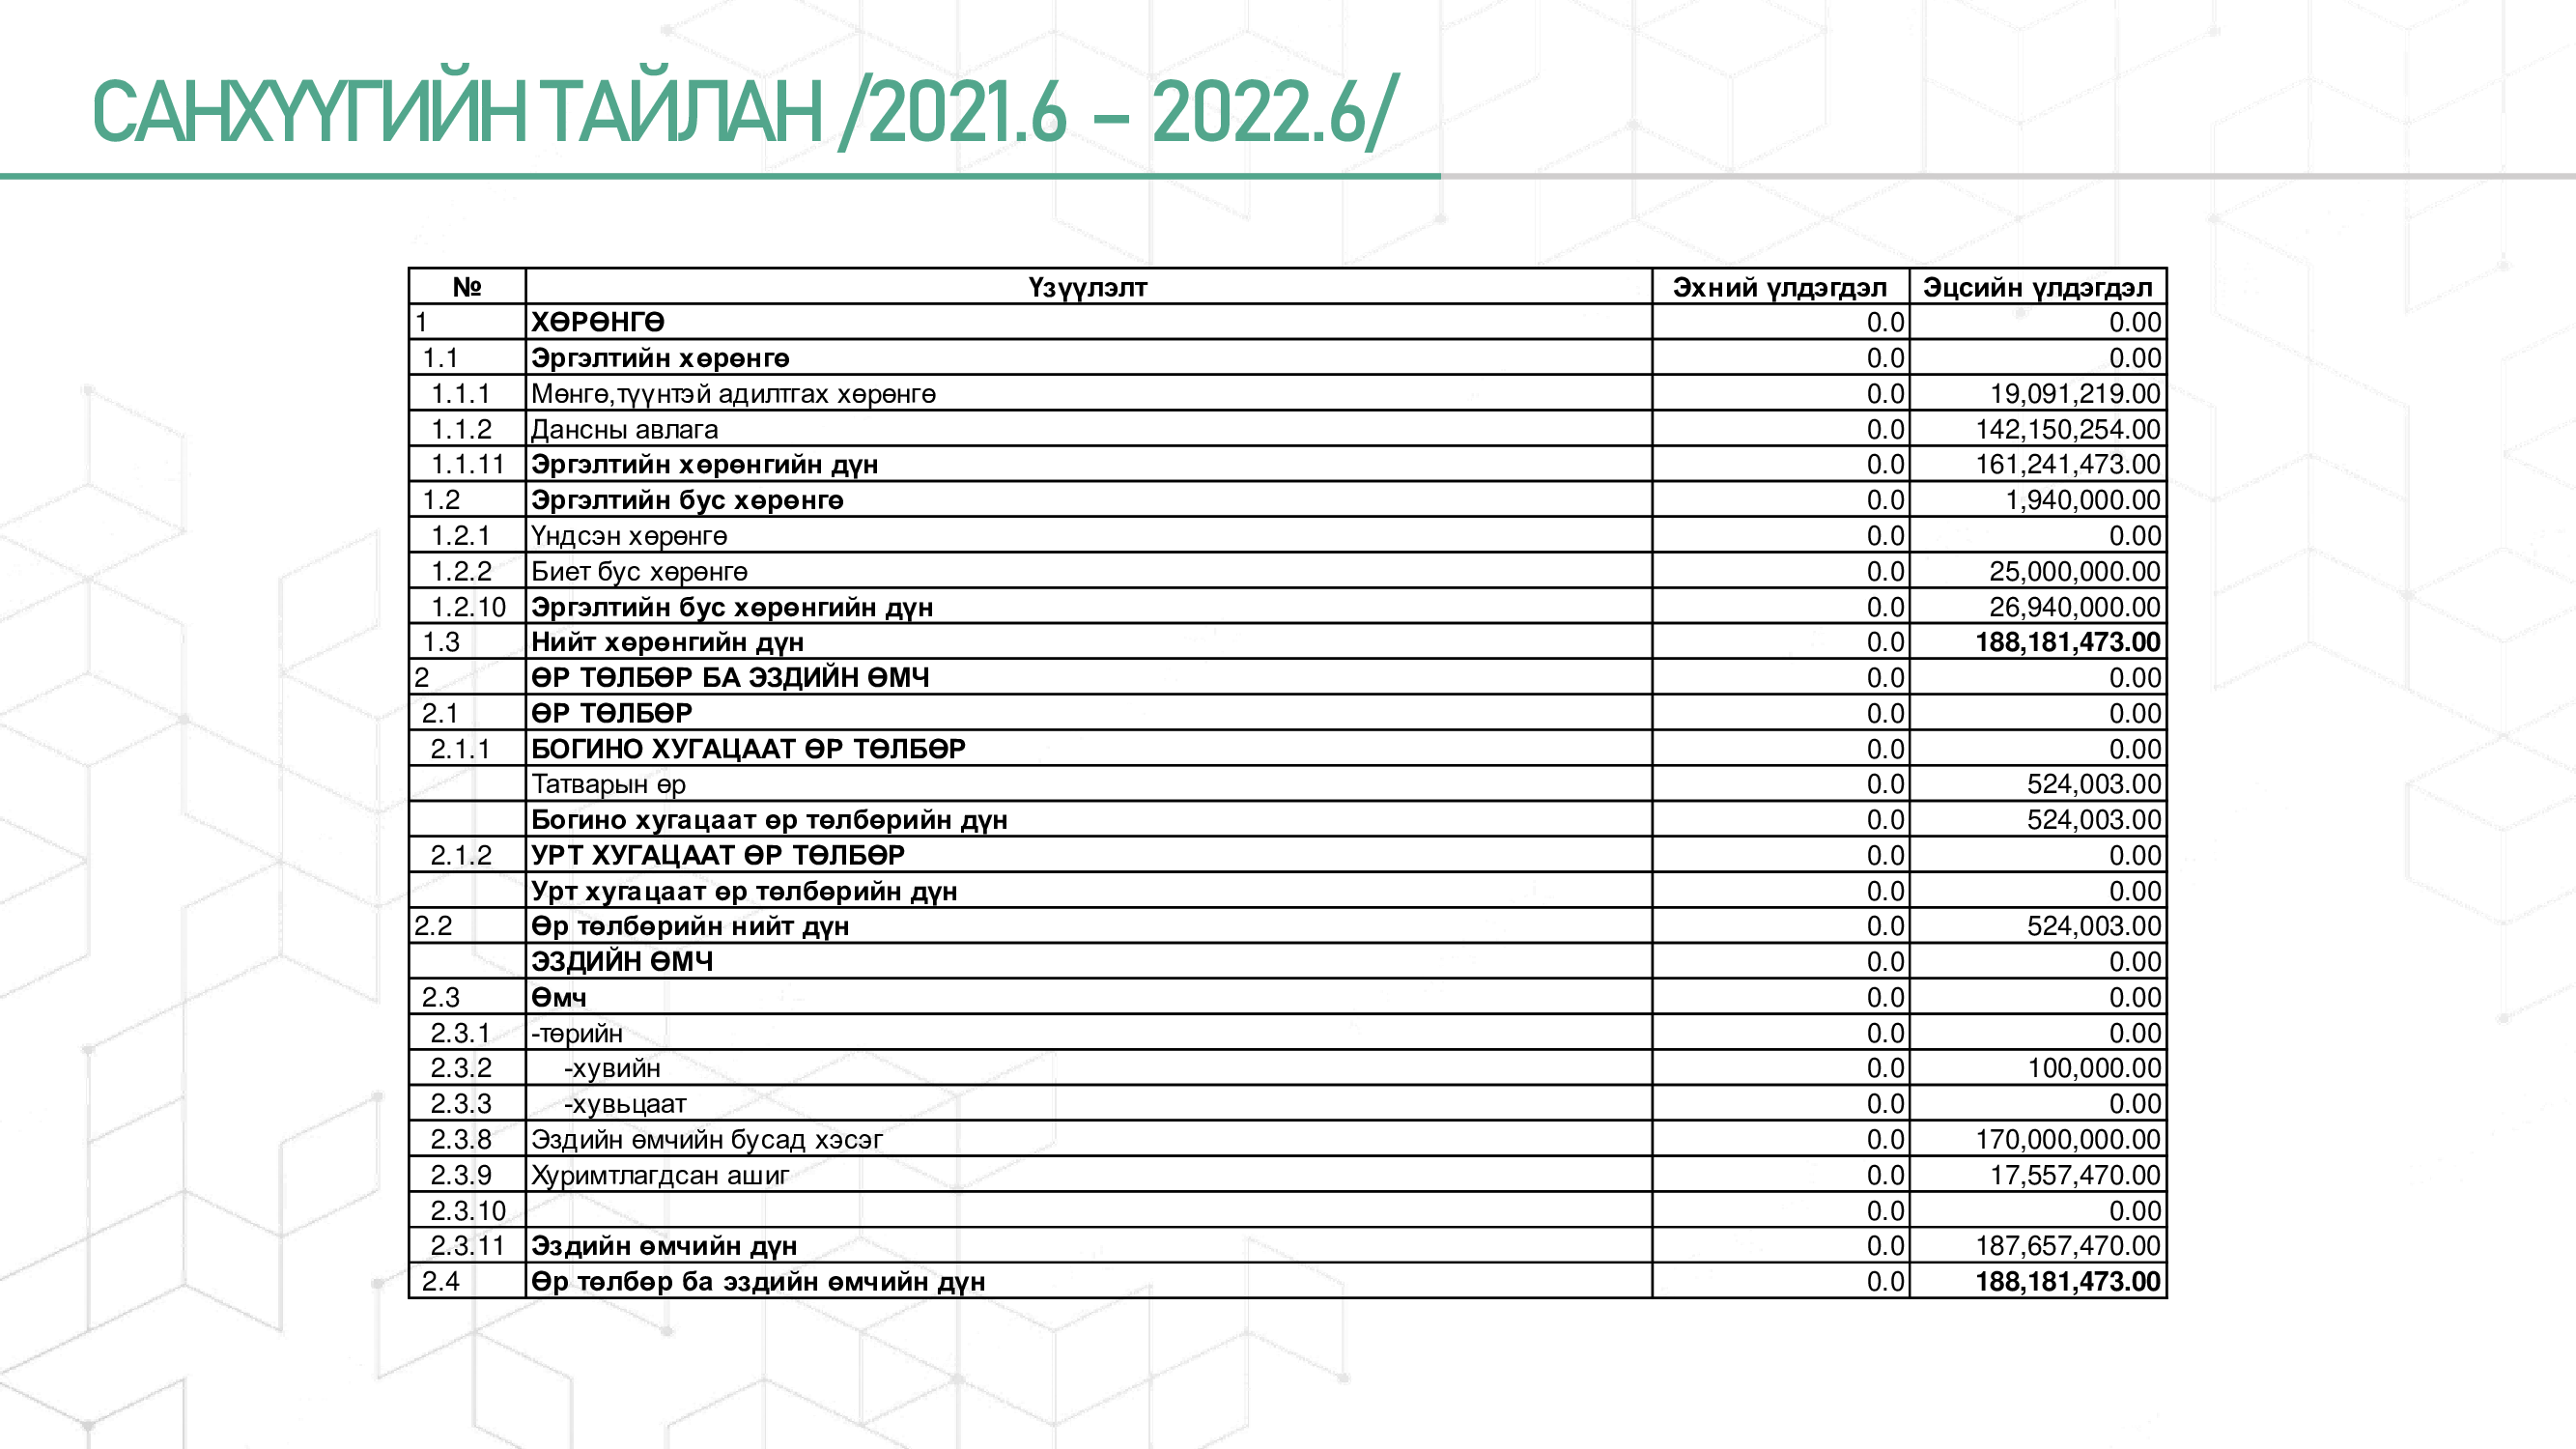 САНХҮҮГИЙН ТАЙЛАН /2021.6 – 2022.6/
№ Үзүүлэлт Эхний үлдэгдэл Эцсийн үлдэгдэл
1 ХӨРӨНГӨ 0.0 0.00
1.1 Эргэлтийн хөрөнгө 0.0 0.00
1.1.1 Мөнгө,түүнтэй адилтгах хөрөнгө 0.0 19,091,219.00
1.1.2 Дансны авлага 0.0 142,150,254.00
1.1.11 Эргэлтийн хөрөнгийн дүн 0.0 161,241,473.00
1.2 Эргэлтийн бус хөрөнгө 0.0 1,940,000.00
1.2.1 Үндсэн хөрөнгө 0.0 0.00
1.2.2 Биет бус хөрөнгө 0.0 25,000,000.00
1.2.10 Эргэлтийн бус хөрөнгийн дүн 0.0 26,940,000.00
1.3 Нийт хөрөнгийн дүн 0.0 188,181,473.00
2 ӨР ТӨЛБӨР БА ЭЗДИЙН ӨМЧ 0.0 0.00
2.1 ӨР ТӨЛБӨР 0.0 0.00
2.1.1 БОГИНО ХУГАЦААТ ӨР ТӨЛБӨР 0.0 0.00
Татварын өр 0.0 524,003.00
Богино хугацаат өр төлбөрийн дүн 0.0 524,003.00
2.1.2 УРТ ХУГАЦААТ ӨР ТӨЛБӨР 0.0 0.00
Урт хугацаат өр төлбөрийн дүн 0.0 0.00
2.2 Өр төлбөрийн нийт дүн 0.0 524,003.00
ЭЗДИЙН ӨМЧ 0.0 0.00
2.3 Өмч 0.0 0.00
2.3.1 -төрийн 0.0 0.00
2.3.2 -хувийн 0.0 100,000.00
2.3.3 -хувьцаат 0.0 0.00
2.3.8 Эздийн өмчийн бусад хэсэг 0.0 170,000,000.00
2.3.9 Хуримтлагдсан ашиг 0.0 17,557,470.00
2.3.10 0.0 0.00
2.3.11 Эздийн өмчийн дүн 0.0 187,657,470.00
2.4 Өр төлбөр ба эздийн өмчийн дүн 0.0 188,181,473.00